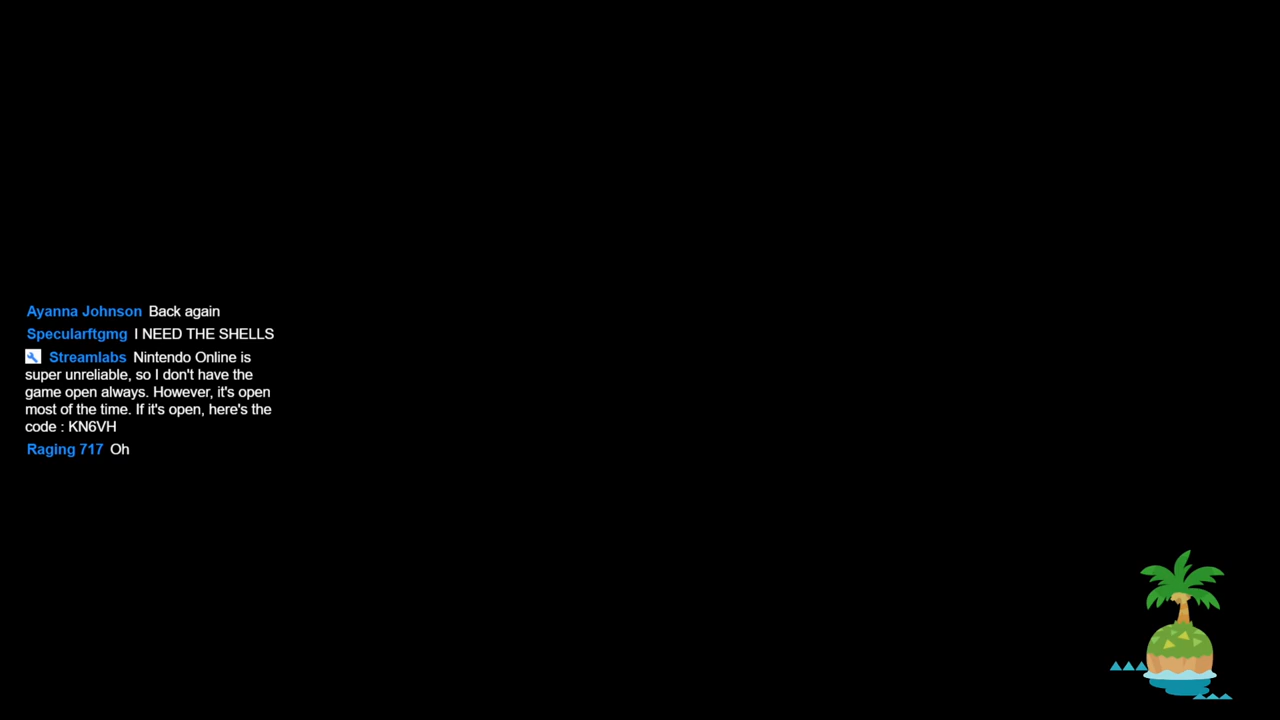 Ayanna Johnson Back again
Specularftgmg I NEED THE SHELLS
Streamlabs Nintendo Online is
super unreliable, so I don't have the
game open always. However, it's open
most of the time. If it's open, here's the
code : KN6VH
Raging 717 Oh